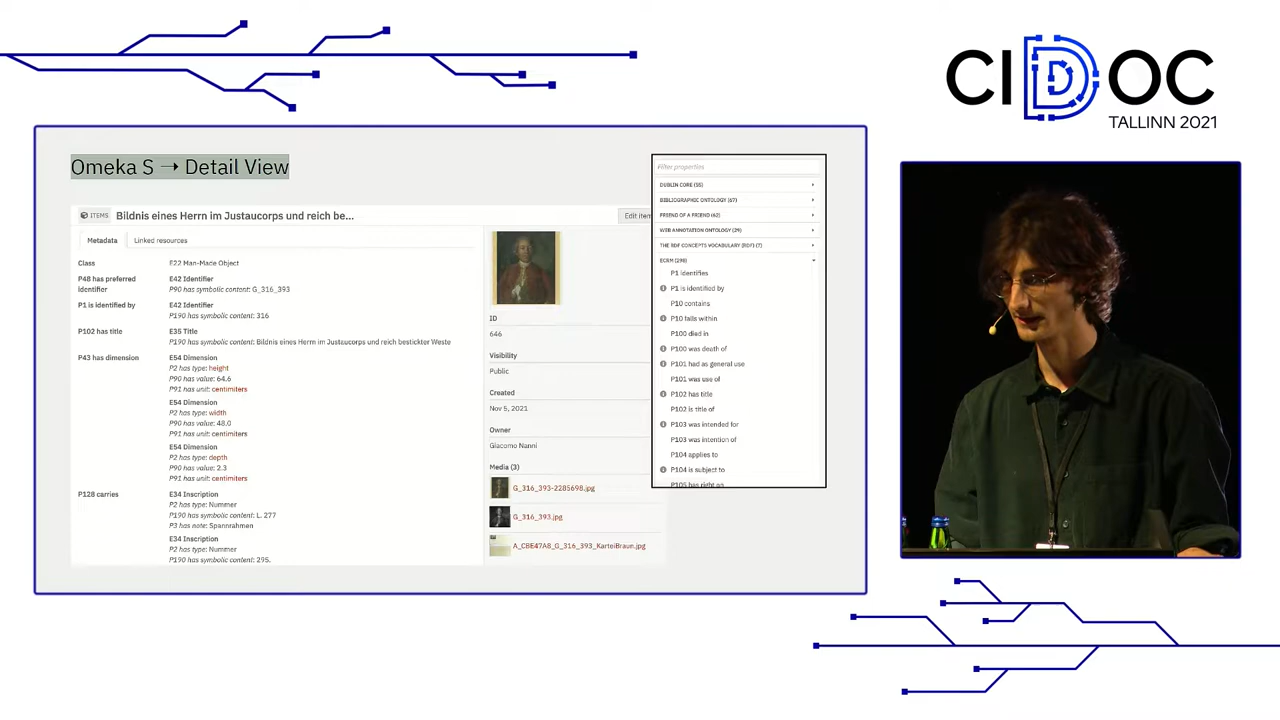 CIDOC
TALLINN 2021
Omeka S → Detail View
ITEMS Bildnis eines Herrn im Justaucorps und reich be...
Edit item
Metadata Linked resources
Class E22 Man-Made Object
P48 has preferred identifier E42 Identifier
P90 has symbolic content: G_316_393
P1 is identified by E42 Identifier
P190 has symbolic content: 316
P102 has title E35 Title
P190 has symbolic content: Bildnis eines Herrn im Justaucorps und reich bestickter Weste
P43 has dimension E54 Dimension
P2 has type: height
P90 has value: 64.6
P91 has unit: centimiters
E54 Dimension
P2 has type: width
P90 has value: 48,0
P91 has unit: centimiters
E54 Dimension
P2 has type: depth
P90 has value: 2.3
P91 has unit: centimiters
P128 carries E34 Inscription
P2 has type: Nummer
P190 has symbolic content: L. 277
P3 has note: Spannrahmen
E34 Inscription
P2 has type: Nummer
P190 has symbolic content: 295.
ID
646
Visibility
Public
Created
Nov 5, 2021
Owner
Giacomo Nanni
Media (3)
G_316_393-2285698.jpg
G_316_393.jpg
A_CBE47A8_G_316_393_KarteiBraun.jpg
Filter properties
DUBLIN CORE (55)
BIBLIOGRAPHIC ONTOLOGY (67)
FRIEND OF A FRIEND (62)
WEB ANNOTATION ONTOLOGY (29)
THE RDF CONCEPTS VOCABULARY (RDF) (7)
ECRM (298)
P1 identifies
P1 is identified by
P10 contains
P10 falls within
P100 died in
P100 was death of
P101 had as general use
P101 was use of
P102 has title
P102 is title of
P103 was intended for
P103 was intention of
P104 applies to
P104 is subject to
P105 has right on